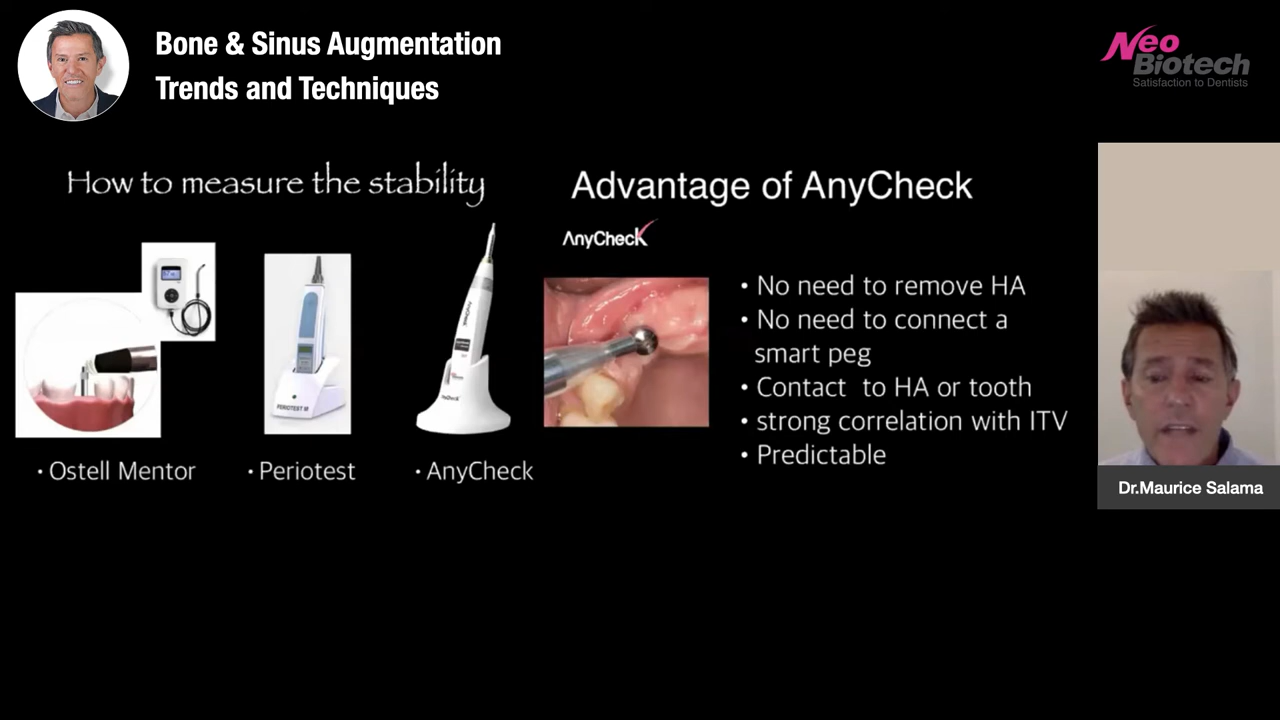 Bone & Sinus Augmentation
Trends and Techniques
Neo
Biotech
Satisfaction to Dentists
How to measure the stability
Advantage of AnyCheck
AnyCheck
PERIOTEST M
• No need to remove HA
• No need to connect a
smart peg
• Contact to HA or tooth
• strong correlation with ITV
• Predictable
• Ostell Mentor
• Periotest
• AnyCheck
Dr.Maurice Salama